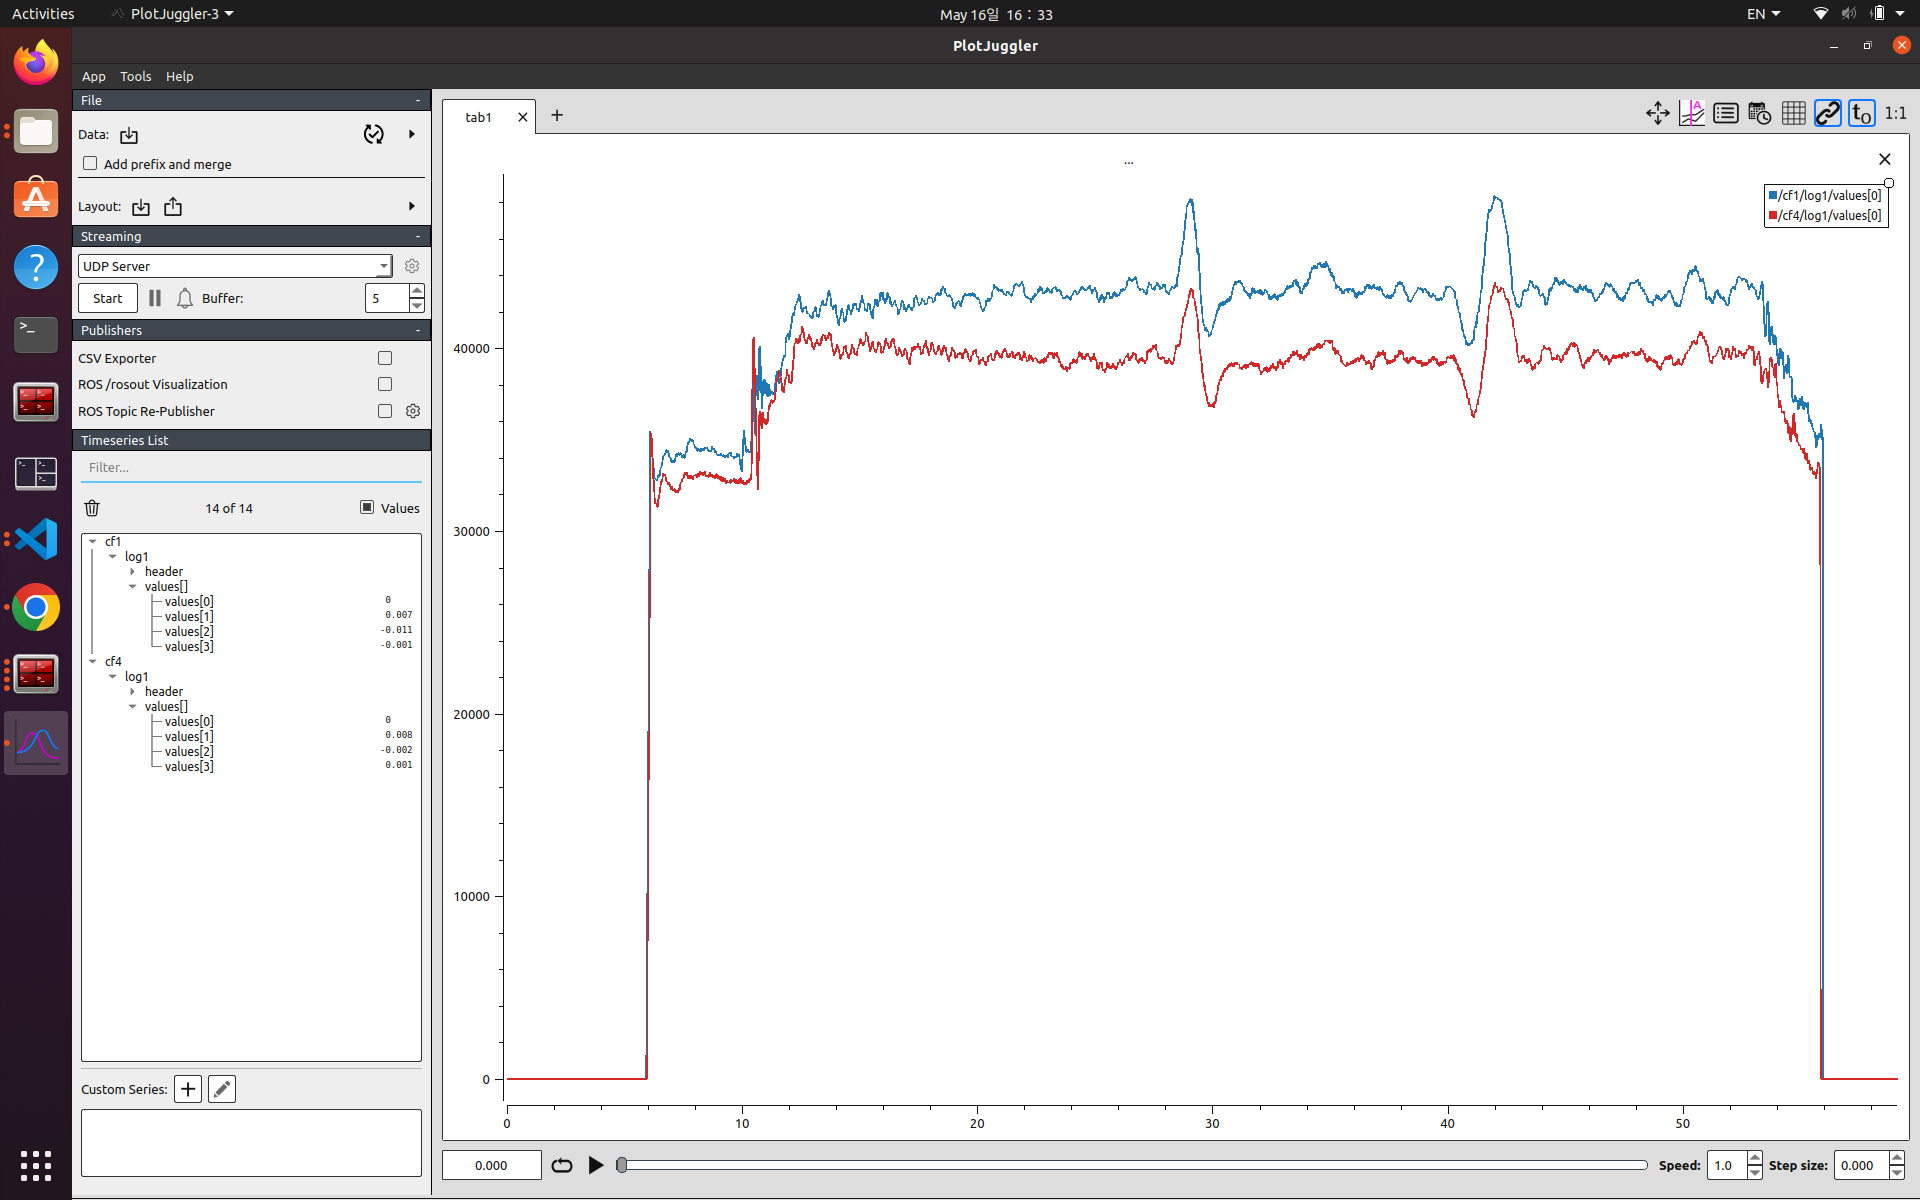 Activities
PlotJuggler-3
May 16일 16 : 33
EN
PlotJuggler
App Tools Help
File -
Data:
Add prefix and merge
Layout:
Streaming -
UDP Server
Start Buffer: 5
Publishers -
CSV Exporter
ROS /rosout Visualization
ROS Topic Re-Publisher
Timeseries List
Filter...
14 of 14 Values
cf1
log1
header
values[]
values[0] 0
values[1] 0.007
values[2] -0.011
values[3] -0.001
cf4
log1
header
values[]
values[0] 0
values[1] 0.008
values[2] -0.002
values[3] 0.001
Custom Series:
tab1
t0 1:1
...
/cf1/log1/values[0]
/cf4/log1/values[0]
40000
30000
20000
10000
0
0 10 20 30 40 50
0.000 Speed: 1.0 Step size: 0.000